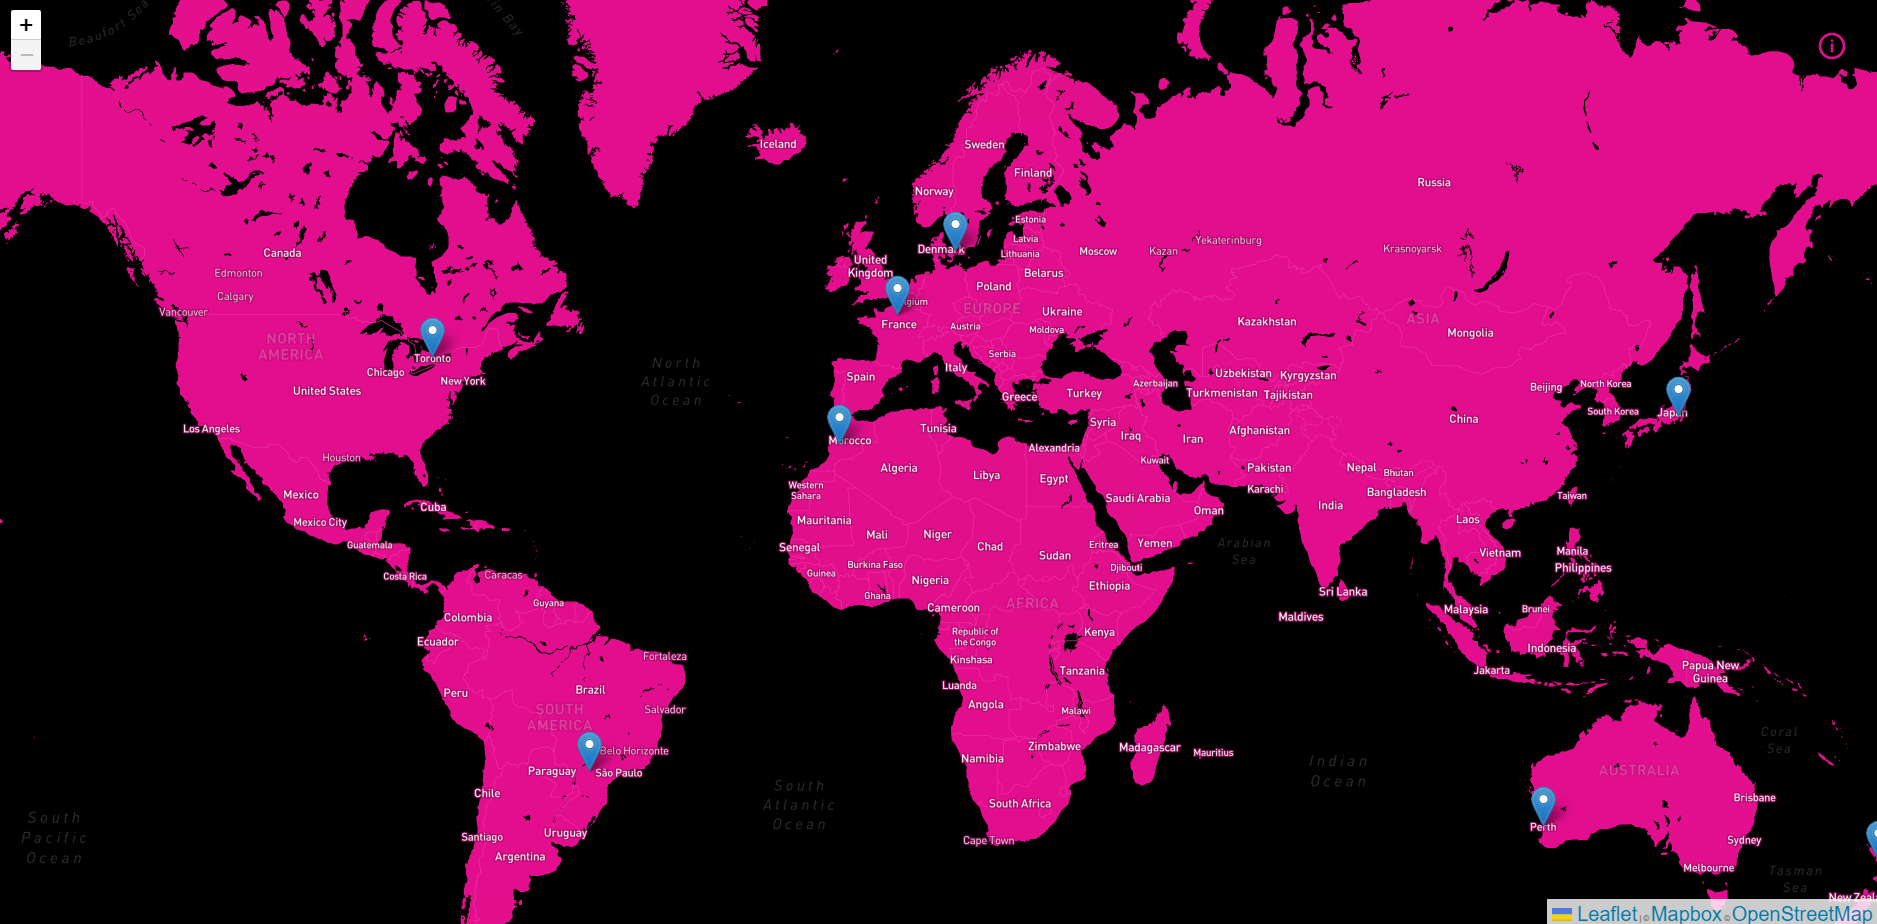 +
−
Beaufort Sea
in Bay
i
Iceland
Sweden
Finland
Norway
Russia
Estonia
Latvia
Lithuania
Denmark
Moscow
Kazan
Yekaterinburg
Krasnoyarsk
Canada
Edmonton
Calgary
Vancouver
United
Kingdom
Belarus
Poland
lgium
EUROPE
Ukraine
France
Austria
Moldova
Kazakhstan
ASIA
Mongolia
NORTH
AMERICA
Toronto
Chicago
New York
United States
North
Atlantic
Ocean
Serbia
Italy
Spain
Greece
Turkey
Azerbaijan
Uzbekistan
Kyrgyzstan
Turkmenistan
Tajikistan
Beijing
North Korea
South Korea
Japan
China
Los Angeles
Houston
Morocco
Tunisia
Syria
Iraq
Iran
Afghanistan
Alexandria
Kuwait
Algeria
Libya
Egypt
Pakistan
Karachi
Nepal
Bhutan
Bangladesh
Taiwan
Mexico
Mexico City
Cuba
Western
Sahara
Saudi Arabia
Oman
India
Laos
Mauritania
Mali
Niger
Chad
Sudan
Eritrea
Yemen
Arabian
Sea
Vietnam
Manila
Philippines
Guatemala
Costa Rica
Caracas
Senegal
Guinea
Burkina Faso
Nigeria
Ghana
Djibouti
Ethiopia
Sri Lanka
Maldives
Malaysia
Brunei
Guyana
Colombia
Ecuador
Cameroon
AFRICA
Republic of
the Congo
Kenya
Kinshasa
Tanzania
Indonesia
Jakarta
Papua New
Guinea
Fortaleza
Peru
Brazil
Salvador
Luanda
Angola
Malawi
SOUTH
AMERICA
Belo Horizonte
Paraguay
São Paulo
Namibia
Zimbabwe
Madagascar
Mauritius
Indian
Ocean
Coral
Sea
AUSTRALIA
Brisbane
Chile
South
Atlantic
Ocean
South Africa
Cape Town
Perth
Sydney
Melbourne
South
Pacific
Ocean
Santiago
Uruguay
Argentina
Tasman
Sea
New Zeal
Leaflet | © Mapbox © OpenStreetMap